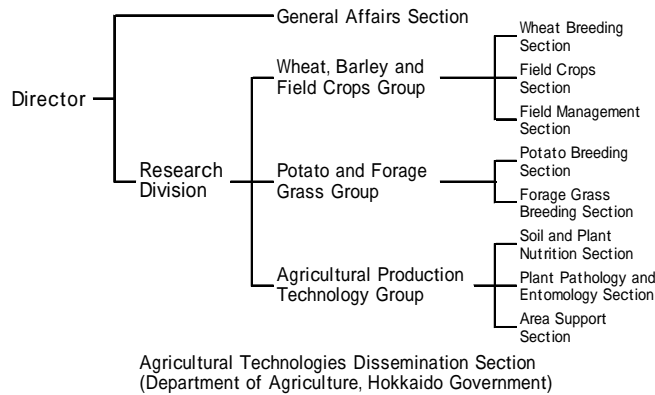 General Affairs Section
Director
Research
Division
Wheat, Barley and
Field Crops Group
Wheat Breeding
Section
Field Crops
Section
Field Management
Section
Potato and Forage
Grass Group
Potato Breeding
Section
Forage Grass
Breeding Section
Agricultural Production
Technology Group
Soil and Plant
Nutrition Section
Plant Pathology and
Entomology Section
Area Support
Section
Agricultural Technologies Dissemination Section
(Department of Agriculture, Hokkaido Government)